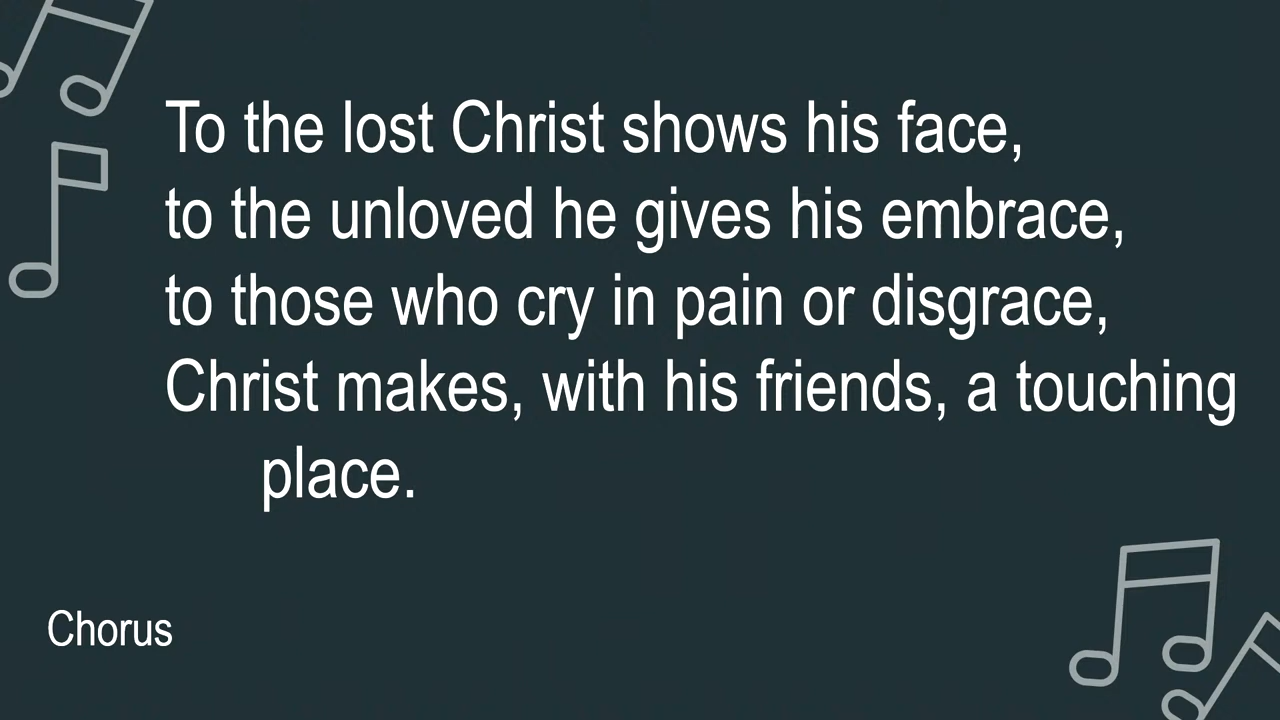 To the lost Christ shows his face,
to the unloved he gives his embrace,
to those who cry in pain or disgrace,
Christ makes, with his friends, a touching
place.
Chorus